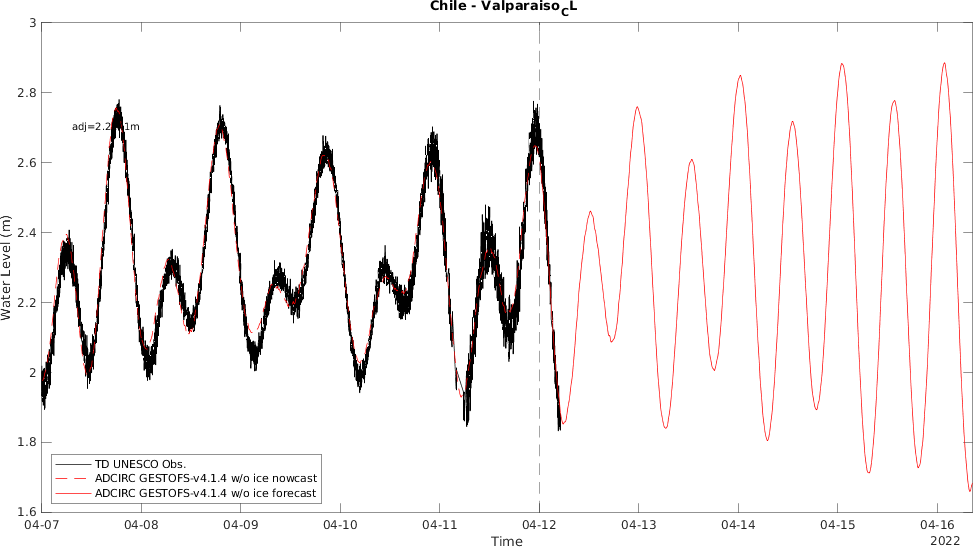 Chile - Valparaiso_CL
3
2.8
2.6
2.4
2.2
2
1.8
1.6
Water Level (m)
TD UNESCO Obs.
ADCIRC GESTOFS-v4.1.4 w/o ice nowcast
ADCIRC GESTOFS-v4.1.4 w/o ice forecast
04-07 04-08 04-09 04-10 04-11 04-12 04-13 04-14 04-15 04-16
Time
2022